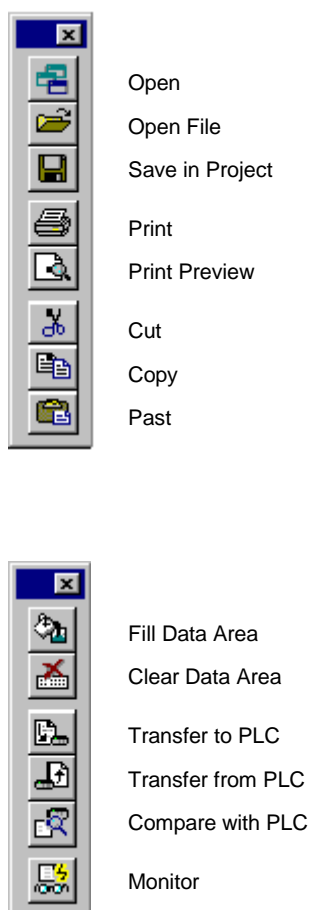 Open
Open File
Save in Project
Print
Print Preview
Cut
Copy
Past
Fill Data Area
Clear Data Area
Transfer to PLC
Transfer from PLC
Compare with PLC
Monitor